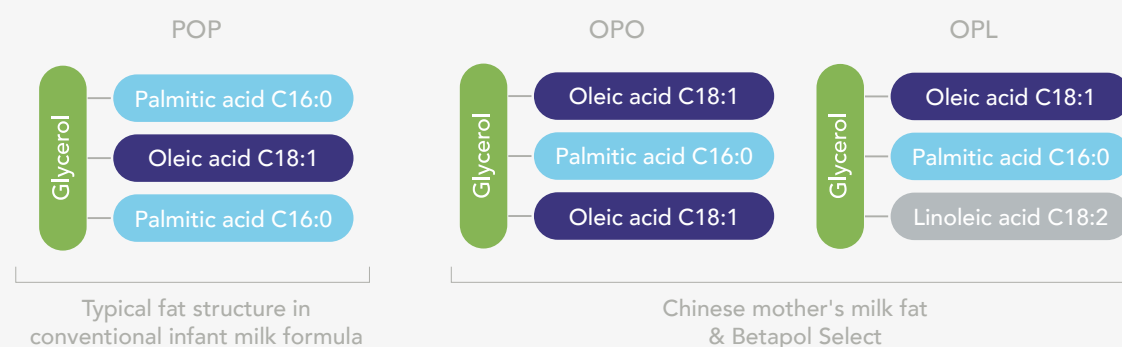 POP
Glycerol
Palmitic acid C16:0
Oleic acid C18:1
Palmitic acid C16:0
Typical fat structure in
conventional infant milk formula
OPO
Glycerol
Oleic acid C18:1
Palmitic acid C16:0
Oleic acid C18:1
OPL
Glycerol
Oleic acid C18:1
Palmitic acid C16:0
Linoleic acid C18:2
Chinese mother's milk fat
& Betapol Select